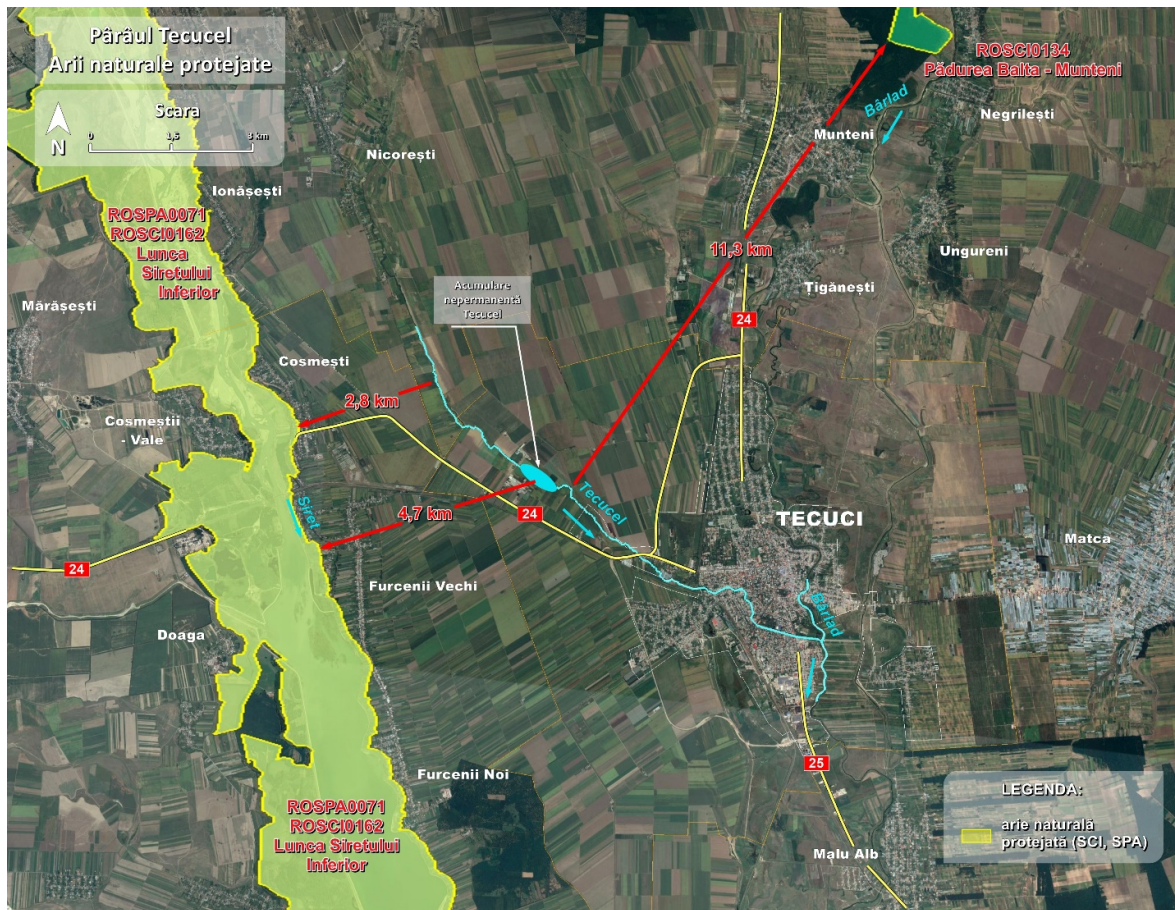 Pârâul Tecucel
Arii naturale protejate
Scara
0 1,5 3 km
N
ROSCI0134
Pădurea Balta - Munteni
Bârlad
Negrilești
Munteni
Nicorești
Ionășești
ROSPA0071
ROSCI0162
Lunca
Siretului
Inferior
Ungureni
11,3 km
Țigănești
Mărășești
Acumulare
nepermanentă
Tecucel
24
Cosmești
2,8 km
Cosmeștii
- Vale
Siret
4,7 km
24
Tecucel
TECUCI
Matca
24
Furcenii Vechi
Bârlad
Doaga
25
Furcenii Noi
LEGENDA:
arie naturală
protejată (SCI, SPA)
ROSPA0071
ROSCI0162
Lunca Siretului
Inferior
Malu Alb